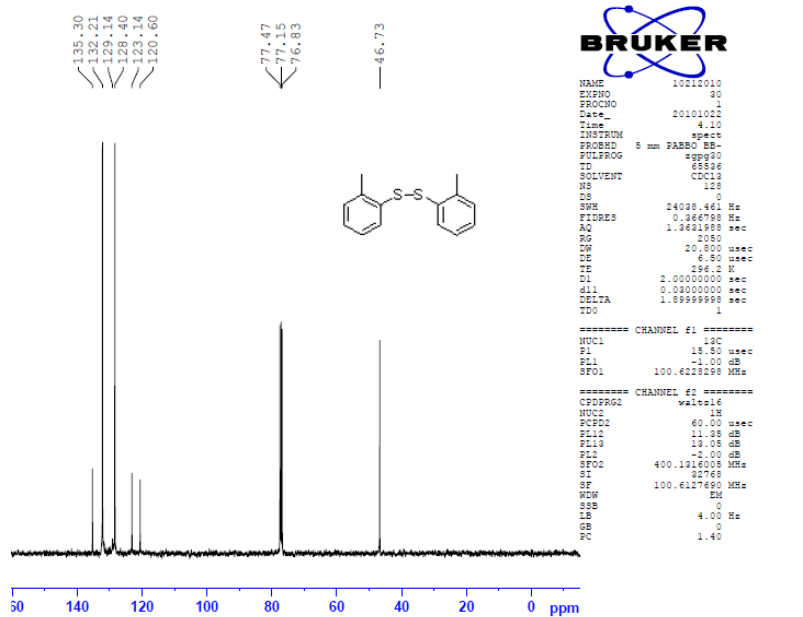 135.30
132.21
129.14
128.40
123.14
120.60
77.47
77.15
76.83
46.73
BRUKER
S-S
NAME 10212010
EXPNO 30
PROCNO 1
Date_ 20101022
Time 4.10
INSTRUM spect
PROBHD 5 mm PABBO BB-
PULPROG zgpg30
TD 65536
SOLVENT CDCl3
NS 128
DS 0
SWH 24038.461 Hz
FIDRES 0.366798 Hz
AQ 1.3631988 sec
RG 2050
DW 20.800 usec
DE 6.50 usec
TE 296.2 K
D1 2.00000000 sec
d11 0.03000000 sec
DELTA 1.89999998 sec
TD0 1
======== CHANNEL f1 ========
NUC1 13C
P1 15.50 usec
PL1 -1.00 dB
SFO1 100.6228298 MHz
======== CHANNEL f2 ========
CPDPRG2 waltz16
NUC2 1H
PCPD2 60.00 usec
PL12 11.35 dB
PL13 13.05 dB
PL2 -2.00 dB
SFO2 400.1316005 MHz
SI 32768
SF 100.6127690 MHz
WDW EM
SSB 0
LB 4.00 Hz
GB 0
PC 1.40
60 140 120 100 80 60 40 20 0 ppm